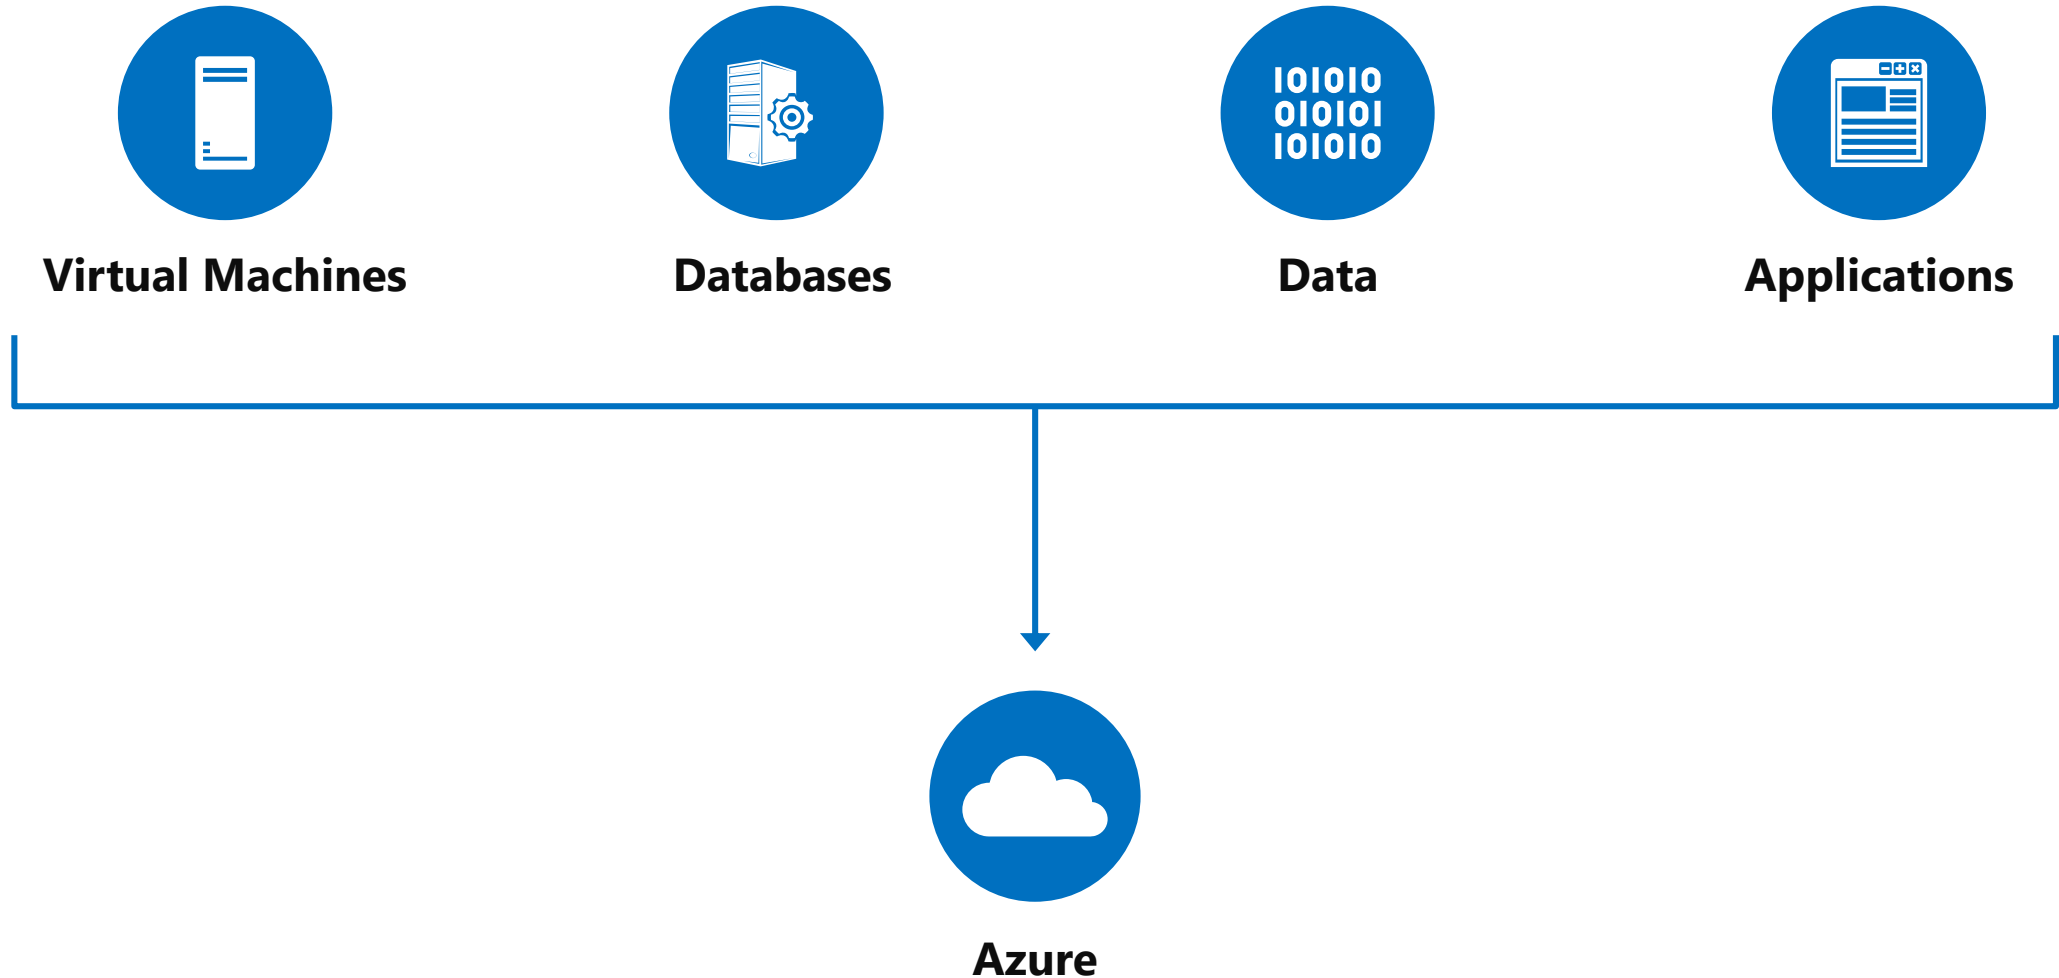 101010
010101
101010
Virtual Machines
Databases
Data
Applications
Azure